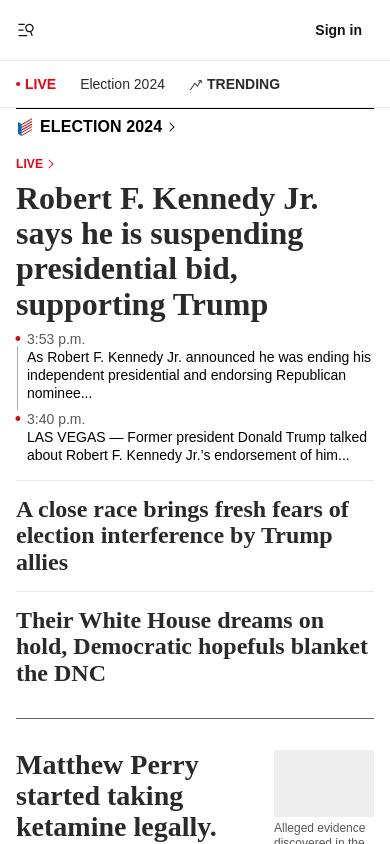 Sign in
LIVE
Election 2024
TRENDING
ELECTION 2024
LIVE
Robert F. Kennedy Jr.
says he is suspending
presidential bid,
supporting Trump
3:53 p.m.
As Robert F. Kennedy Jr. announced he was ending his
independent presidential and endorsing Republican
nominee...
3:40 p.m.
LAS VEGAS — Former president Donald Trump talked
about Robert F. Kennedy Jr.’s endorsement of him...
A close race brings fresh fears of
election interference by Trump
allies
Their White House dreams on
hold, Democratic hopefuls blanket
the DNC
Matthew Perry
started taking
ketamine legally.
Alleged evidence
discovered in the